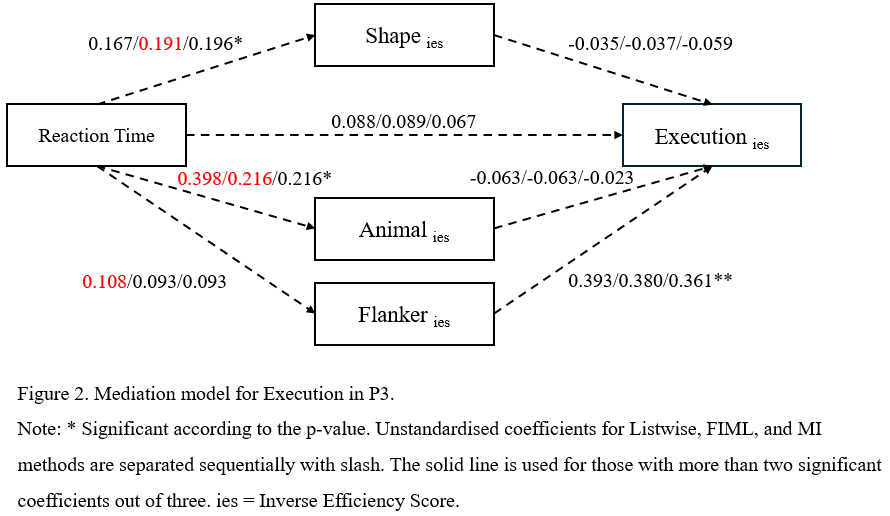 0.167/0.191/0.196*
Shape ies
-0.035/-0.037/-0.059
Reaction Time
0.088/0.089/0.067
Execution ies
0.398/0.216/0.216*
-0.063/-0.063/-0.023
Animal ies
0.108/0.093/0.093
0.393/0.380/0.361**
Flanker ies
Figure 2. Mediation model for Execution in P3.
Note: * Significant according to the p-value. Unstandardised coefficients for Listwise, FIML, and MI
methods are separated sequentially with slash. The solid line is used for those with more than two significant
coefficients out of three. ies = Inverse Efficiency Score.